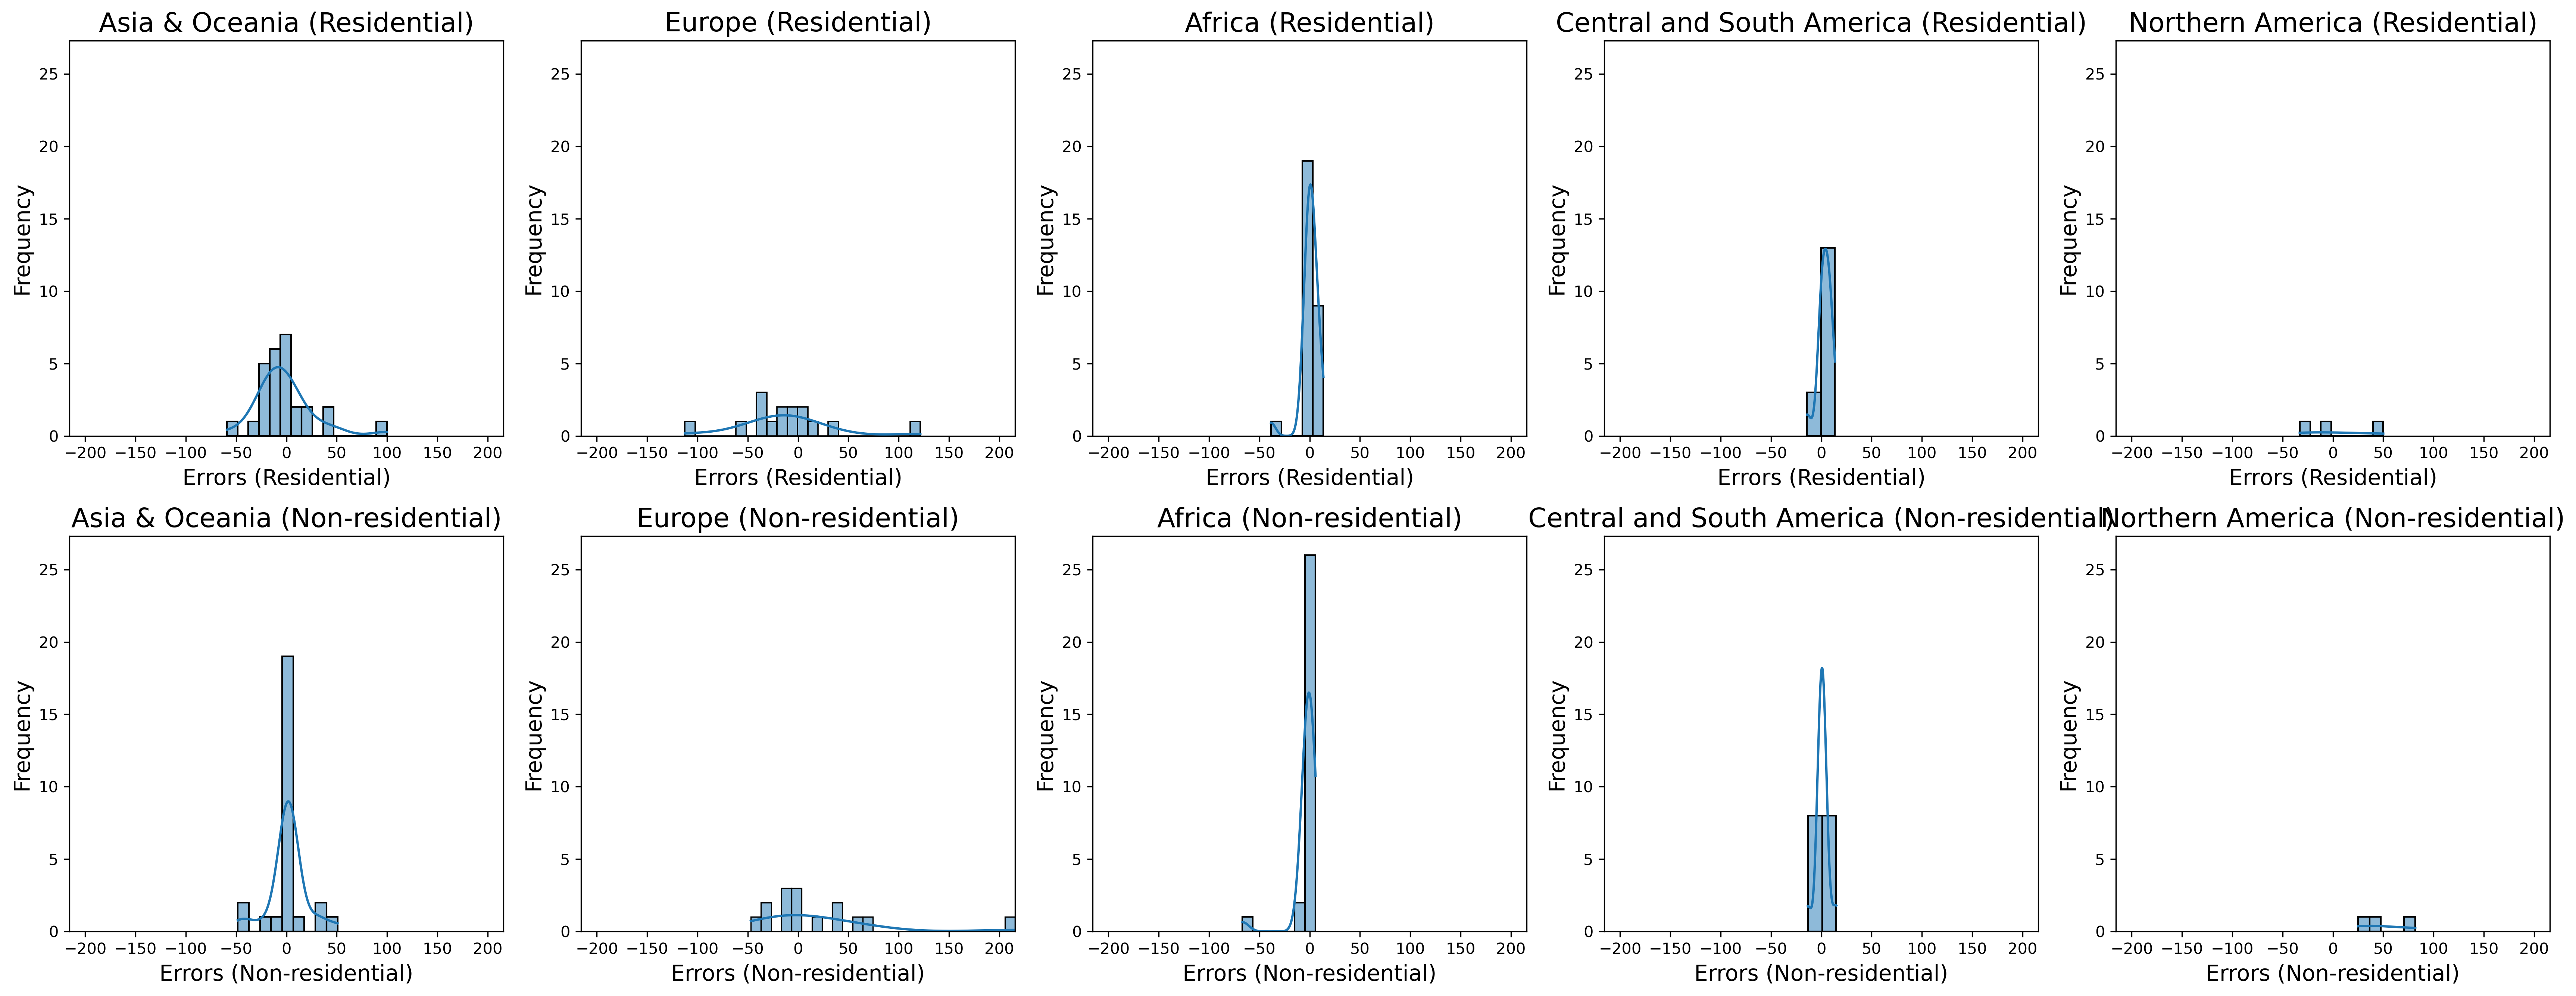 Asia & Oceania (Residential)
25
20
15
10
5
0
Frequency
−200 −150 −100 −50 0 50 100 150 200
Errors (Residential)
Europe (Residential)
25
20
15
10
5
0
Frequency
−200 −150 −100 −50 0 50 100 150 200
Errors (Residential)
Africa (Residential)
25
20
15
10
5
0
Frequency
−200 −150 −100 −50 0 50 100 150 200
Errors (Residential)
Central and South America (Residential)
25
20
15
10
5
0
Frequency
−200 −150 −100 −50 0 50 100 150 200
Errors (Residential)
Northern America (Residential)
25
20
15
10
5
0
Frequency
−200 −150 −100 −50 0 50 100 150 200
Errors (Residential)
Asia & Oceania (Non-residential)
25
20
15
10
5
0
Frequency
−200 −150 −100 −50 0 50 100 150 200
Errors (Non-residential)
Europe (Non-residential)
25
20
15
10
5
0
Frequency
−200 −150 −100 −50 0 50 100 150 200
Errors (Non-residential)
Africa (Non-residential)
25
20
15
10
5
0
Frequency
−200 −150 −100 −50 0 50 100 150 200
Errors (Non-residential)
Central and South America (Non-residential)
25
20
15
10
5
0
Frequency
−200 −150 −100 −50 0 50 100 150 200
Errors (Non-residential)
Northern America (Non-residential)
25
20
15
10
5
0
Frequency
−200 −150 −100 −50 0 50 100 150 200
Errors (Non-residential)